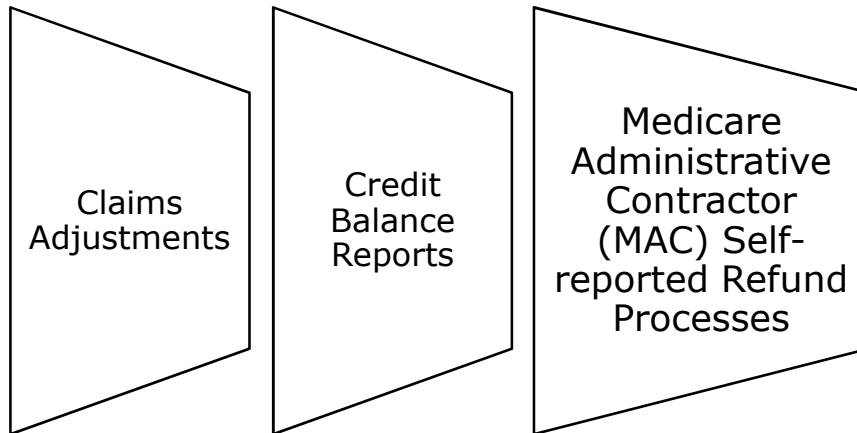 Claims
Adjustments
Credit
Balance
Reports
Medicare
Administrative
Contractor
(MAC) Self-
reported Refund
Processes